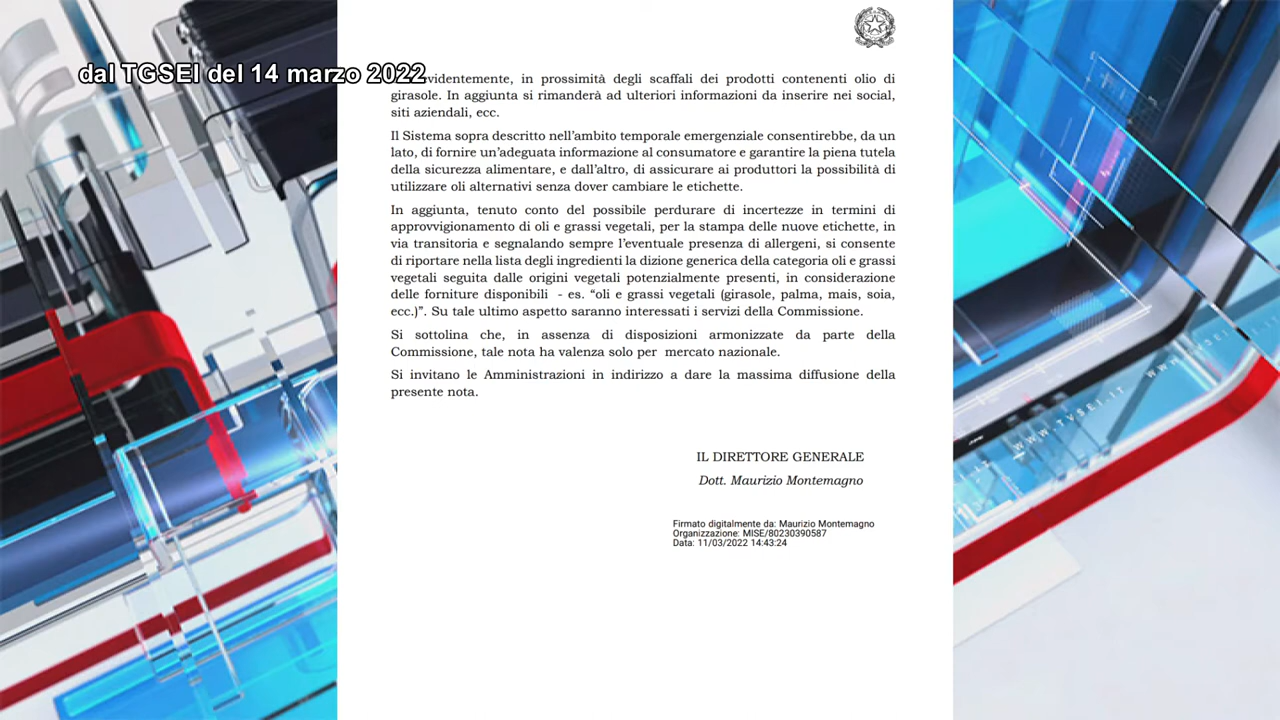 dal TGSEI del 14 marzo 2022
videntemente, in prossimità degli scaffali dei prodotti contenenti olio di
girasole. In aggiunta si rimanderà ad ulteriori informazioni da inserire nei social,
siti aziendali, ecc.
Il Sistema sopra descritto nell’ambito temporale emergenziale consentirebbe, da un
lato, di fornire un’adeguata informazione al consumatore e garantire la piena tutela
della sicurezza alimentare, e dall’altro, di assicurare ai produttori la possibilità di
utilizzare oli alternativi senza dover cambiare le etichette.
In aggiunta, tenuto conto del possibile perdurare di incertezze in termini di
approvvigionamento di oli e grassi vegetali, per la stampa delle nuove etichette, in
via transitoria e segnalando sempre l’eventuale presenza di allergeni, si consente
di riportare nella lista degli ingredienti la dizione generica della categoria oli e grassi
vegetali seguita dalle origini vegetali potenzialmente presenti, in considerazione
delle forniture disponibili - es. “oli e grassi vegetali (girasole, palma, mais, soia,
ecc.)”. Su tale ultimo aspetto saranno interessati i servizi della Commissione.
Si sottolina che, in assenza di disposizioni armonizzate da parte della
Commissione, tale nota ha valenza solo per mercato nazionale.
Si invitano le Amministrazioni in indirizzo a dare la massima diffusione della
presente nota.
IL DIRETTORE GENERALE
Dott. Maurizio Montemagno
Firmato digitalmente da: Maurizio Montemagno
Organizzazione: MISE/80230390587
Data: 11/03/2022 14:43:24
WWW.TVSEI.IT